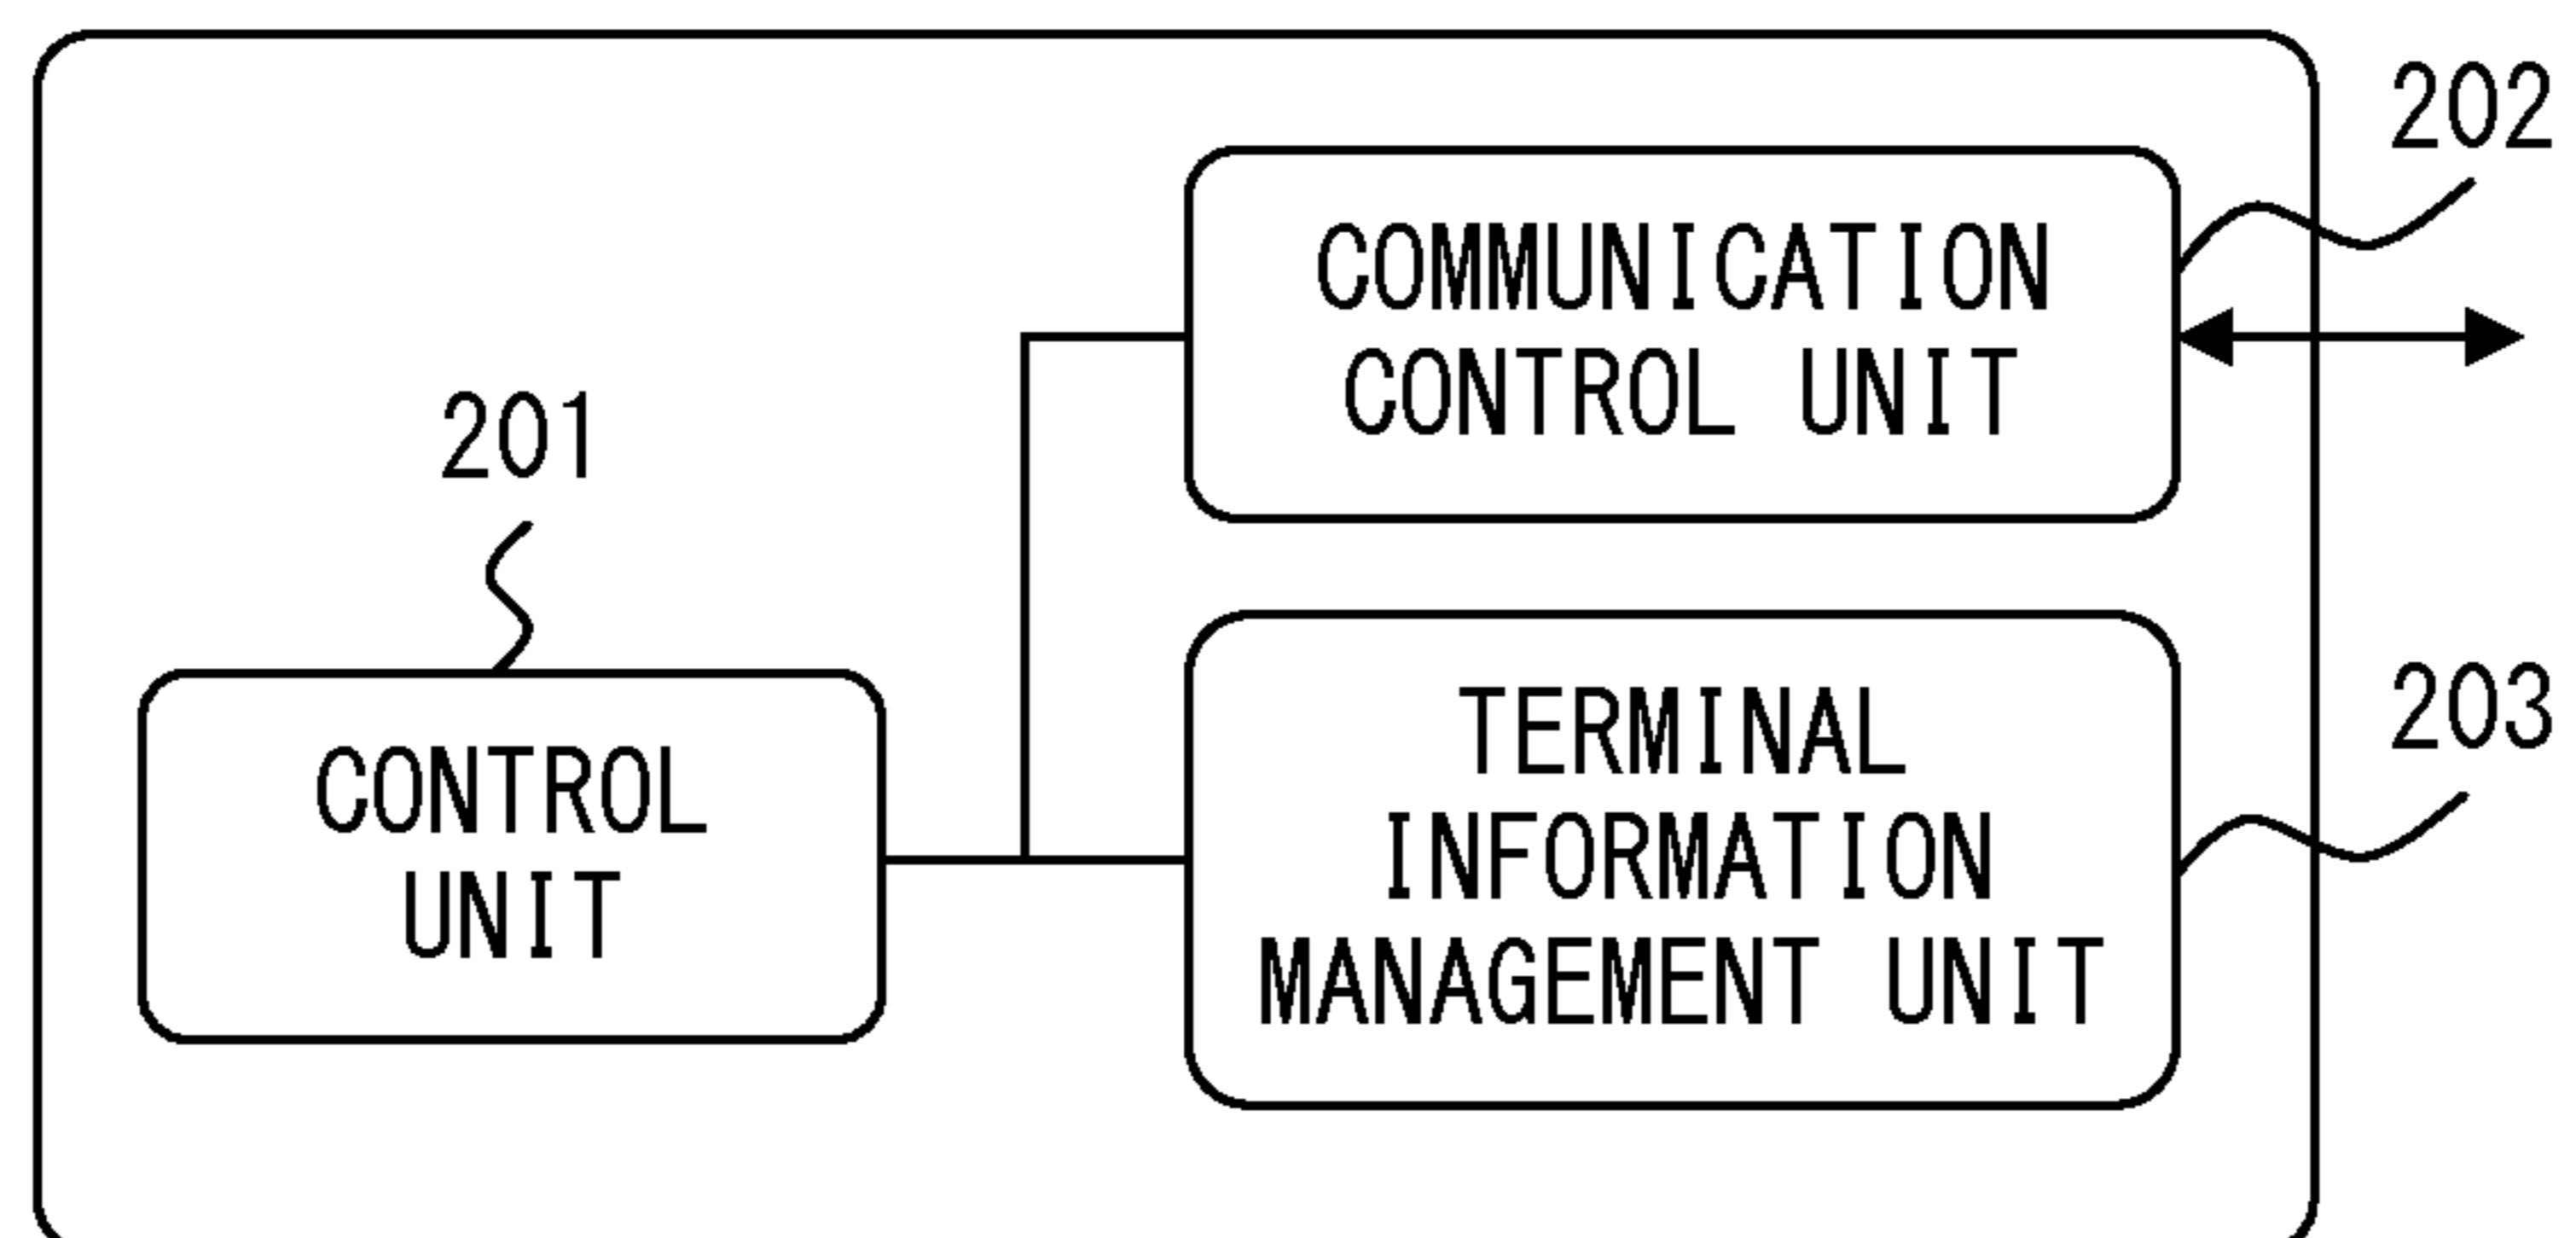 202
COMMUNICATION
CONTROL UNIT
201
CONTROL
UNIT
203
TERMINAL
INFORMATION
MANAGEMENT UNIT